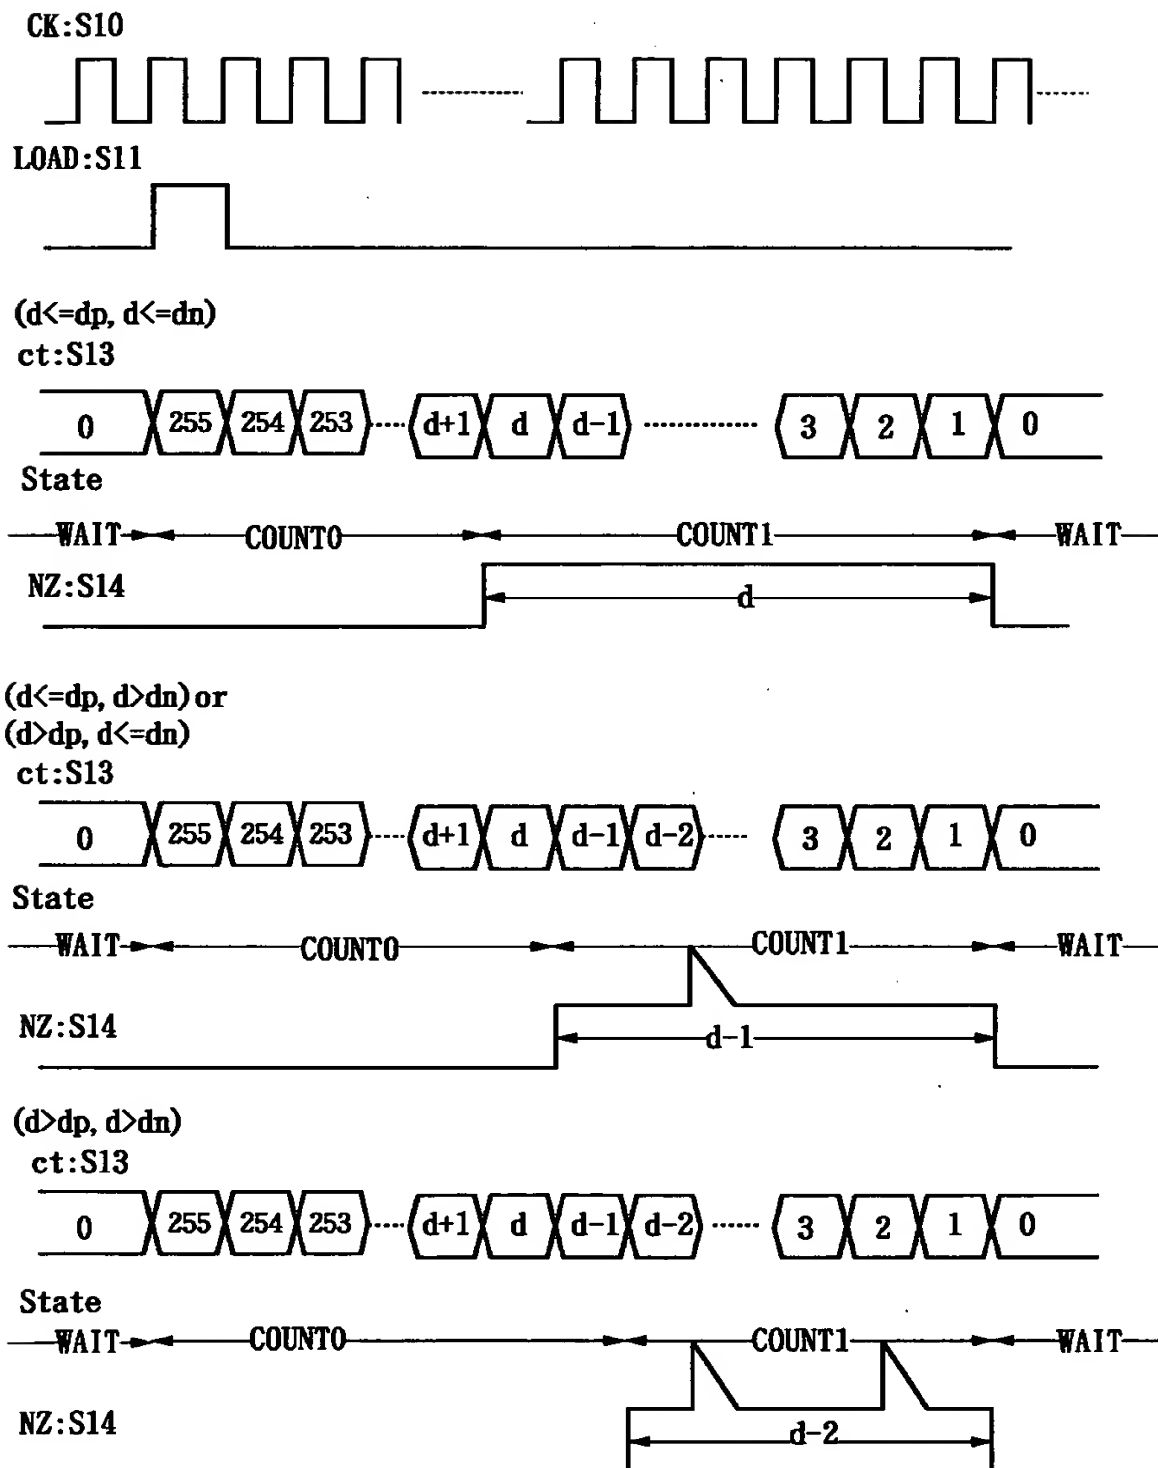 CK:S10
LOAD:S11
(d<=dp, d<=dn)
ct:S13
0 255 254 253 d+1 d d-1 3 2 1 0
State
WAIT COUNT0 COUNT1 WAIT
NZ:S14
d
(d<=dp, d>dn) or
(d>dp, d<=dn)
ct:S13
0 255 254 253 d+1 d d-1 d-2 3 2 1 0
State
WAIT COUNT0 COUNT1 WAIT
NZ:S14
d-1
(d>dp, d>dn)
ct:S13
0 255 254 253 d+1 d d-1 d-2 3 2 1 0
State
WAIT COUNT0 COUNT1 WAIT
NZ:S14
d-2